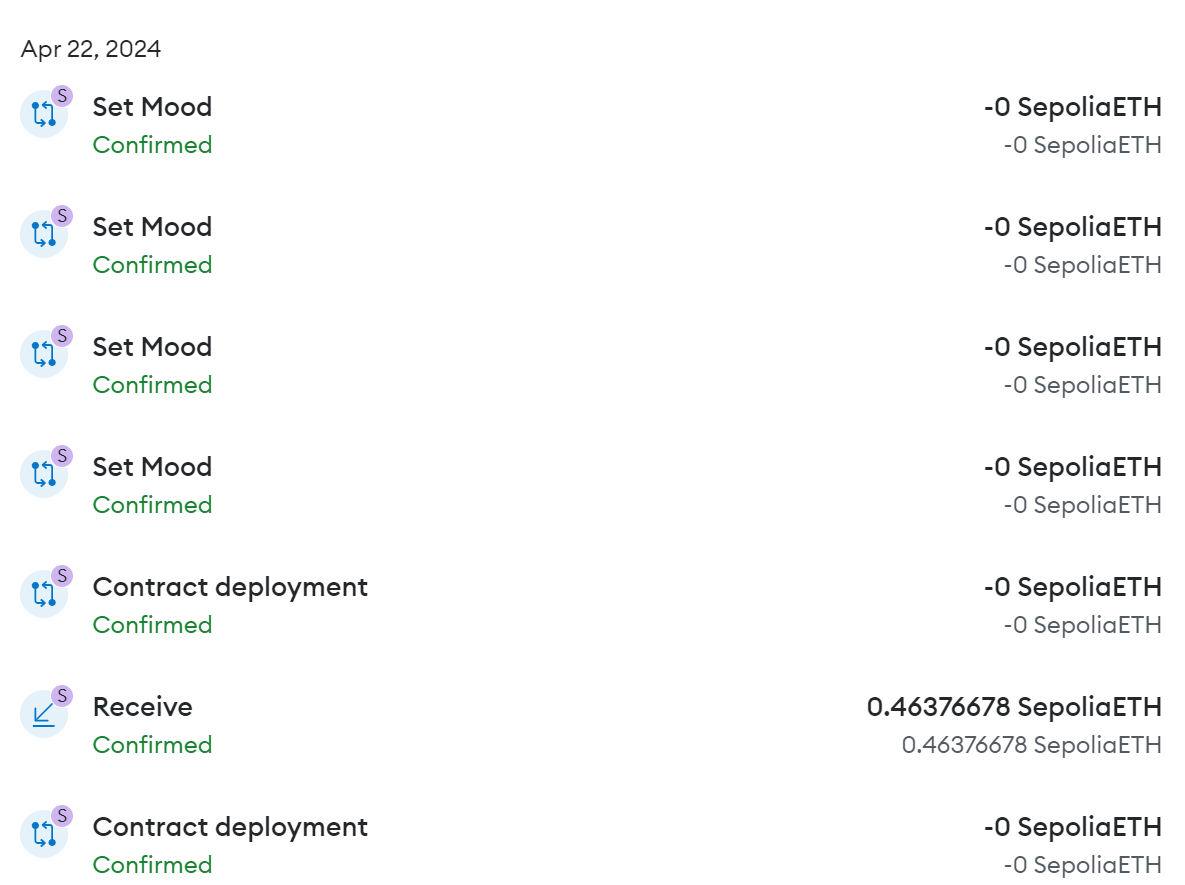 Apr 22, 2024
S
Set Mood
-0 SepoliaETH
Confirmed
-0 SepoliaETH
S
Set Mood
-0 SepoliaETH
Confirmed
-0 SepoliaETH
S
Set Mood
-0 SepoliaETH
Confirmed
-0 SepoliaETH
S
Set Mood
-0 SepoliaETH
Confirmed
-0 SepoliaETH
S
Contract deployment
-0 SepoliaETH
Confirmed
-0 SepoliaETH
S
Receive
0.46376678 SepoliaETH
Confirmed
0.46376678 SepoliaETH
S
Contract deployment
-0 SepoliaETH
Confirmed
-0 SepoliaETH